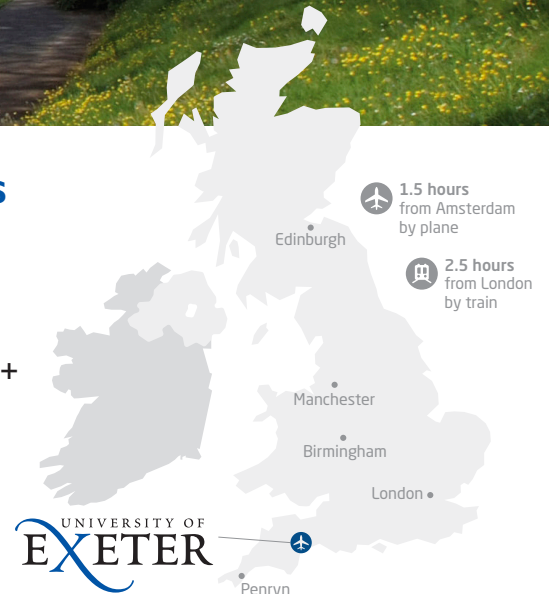 s
1.5 hours
from Amsterdam
by plane
Edinburgh
2.5 hours
from London
by train
+
Manchester
Birmingham
London
UNIVERSITY OF
EXETER
Penryn